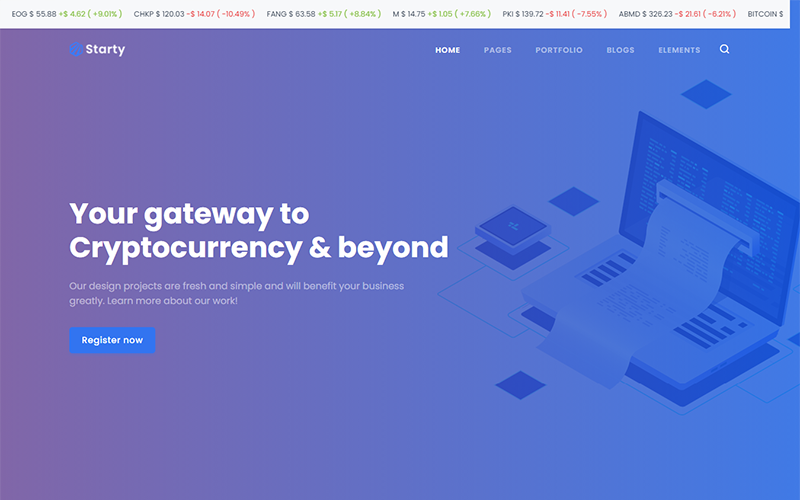 EOG $ 55.88 +$ 4.62 ( +9.01% ) CHKP $ 120.03 -$ 14.07 ( -10.49% ) FANG $ 63.58 +$ 5.17 ( +8.84% ) M $ 14.75 +$ 1.05 ( +7.66% ) PKI $ 139.72 -$ 11.41 ( -7.55% ) ABMD $ 326.23 -$ 21.61 ( -6.21% ) BITCOIN $
Starty HOME PAGES PORTFOLIO BLOGS ELEMENTS
Your gateway to
Cryptocurrency & beyond
Our design projects are fresh and simple and will benefit your business
greatly. Learn more about our work!
Register now